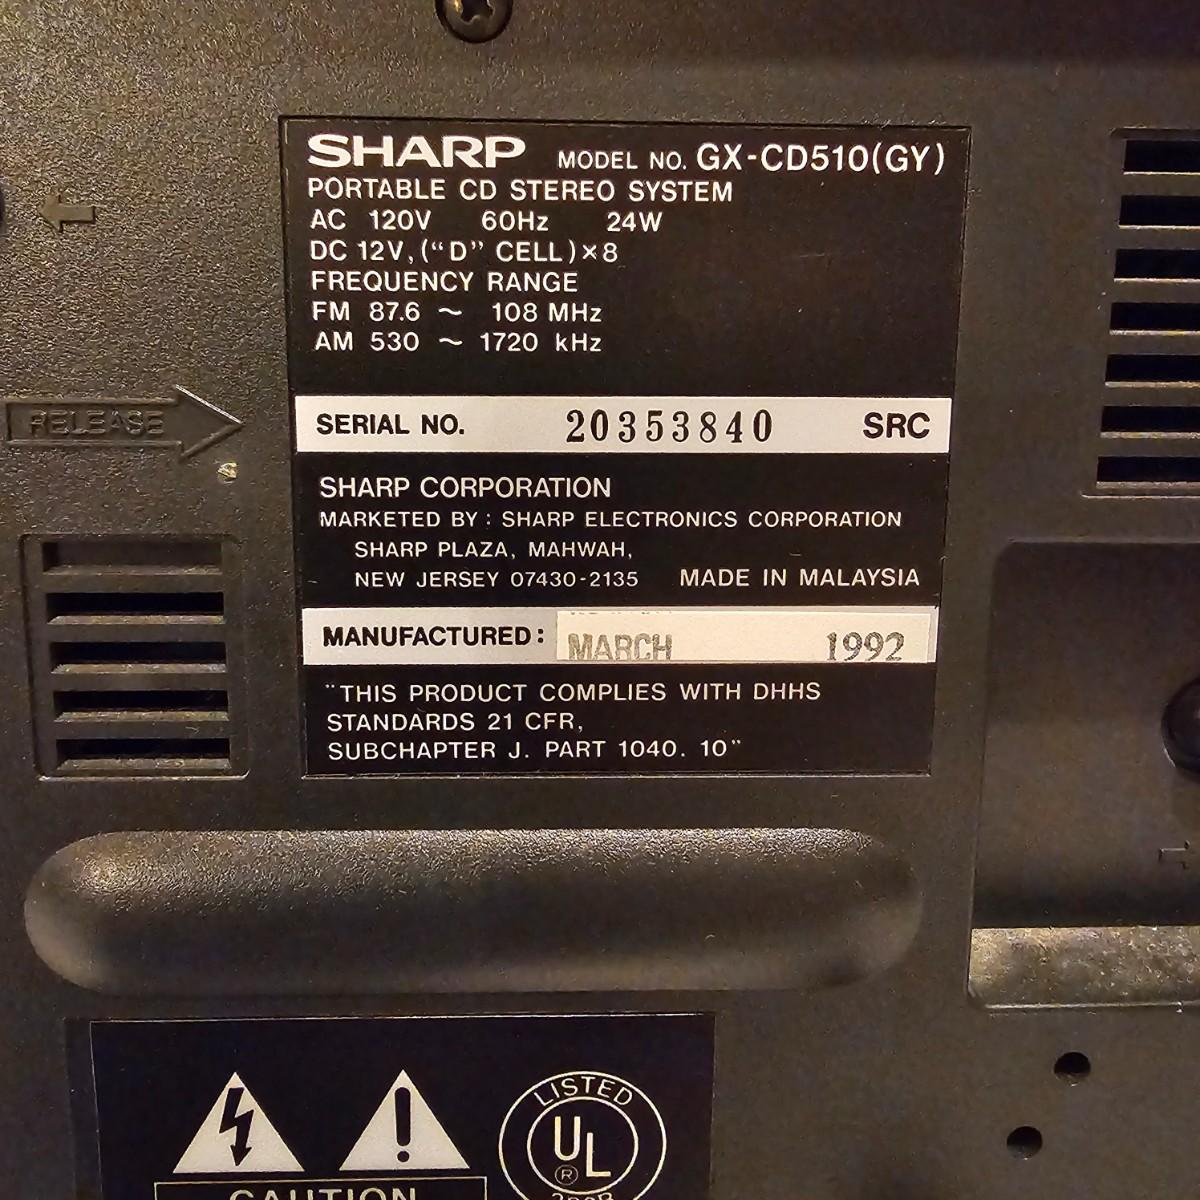 SHARP MODEL NO. GX-CD510(GY)
PORTABLE CD STEREO SYSTEM
AC 120V 60Hz 24W
DC 12V, ("D" CELL)×8
FREQUENCY RANGE
FM 87.6 ~ 108 MHz
AM 530 ~ 1720 kHz
RELEASE
SERIAL NO. 20353840 SRC
SHARP CORPORATION
MARKETED BY : SHARP ELECTRONICS CORPORATION
SHARP PLAZA, MAHWAH,
NEW JERSEY 07430-2135 MADE IN MALAYSIA
MANUFACTURED: MARCH 1992
"THIS PRODUCT COMPLIES WITH DHHS
STANDARDS 21 CFR,
SUBCHAPTER J. PART 1040. 10"
LISTED
UL
®
CAUTION